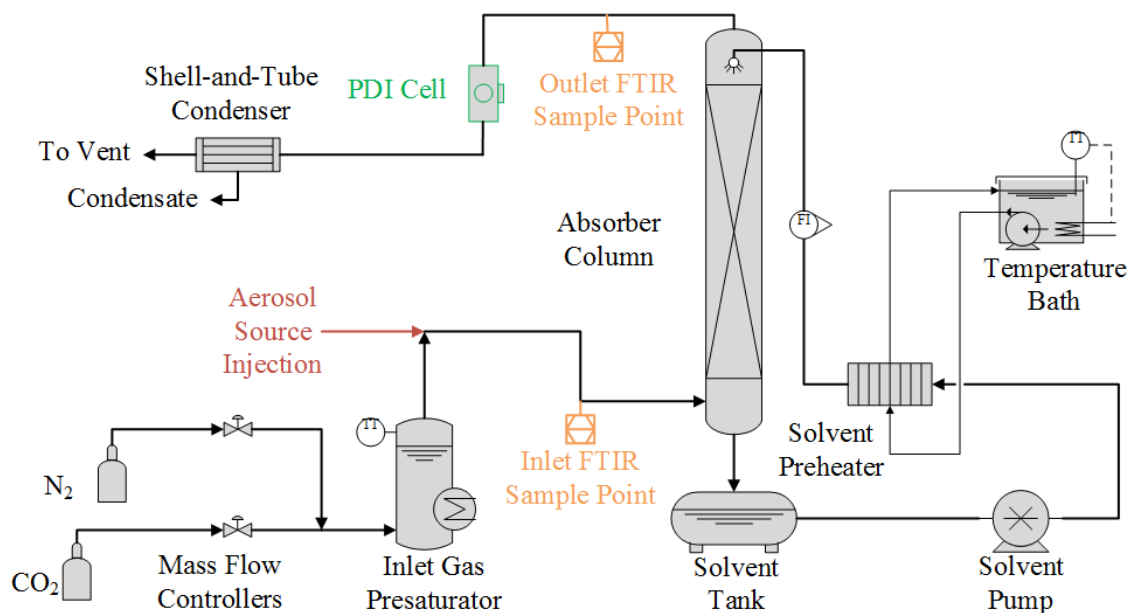 Shell-and-Tube
Condenser
PDI Cell
Outlet FTIR
Sample Point
To Vent
Condensate
TT
FI
Absorber
Column
Temperature
Bath
Aerosol
Source
Injection
TT
Solvent
Preheater
Inlet FTIR
Sample Point
N₂
CO₂
Mass Flow
Controllers
Inlet Gas
Presaturator
Solvent
Tank
Solvent
Pump